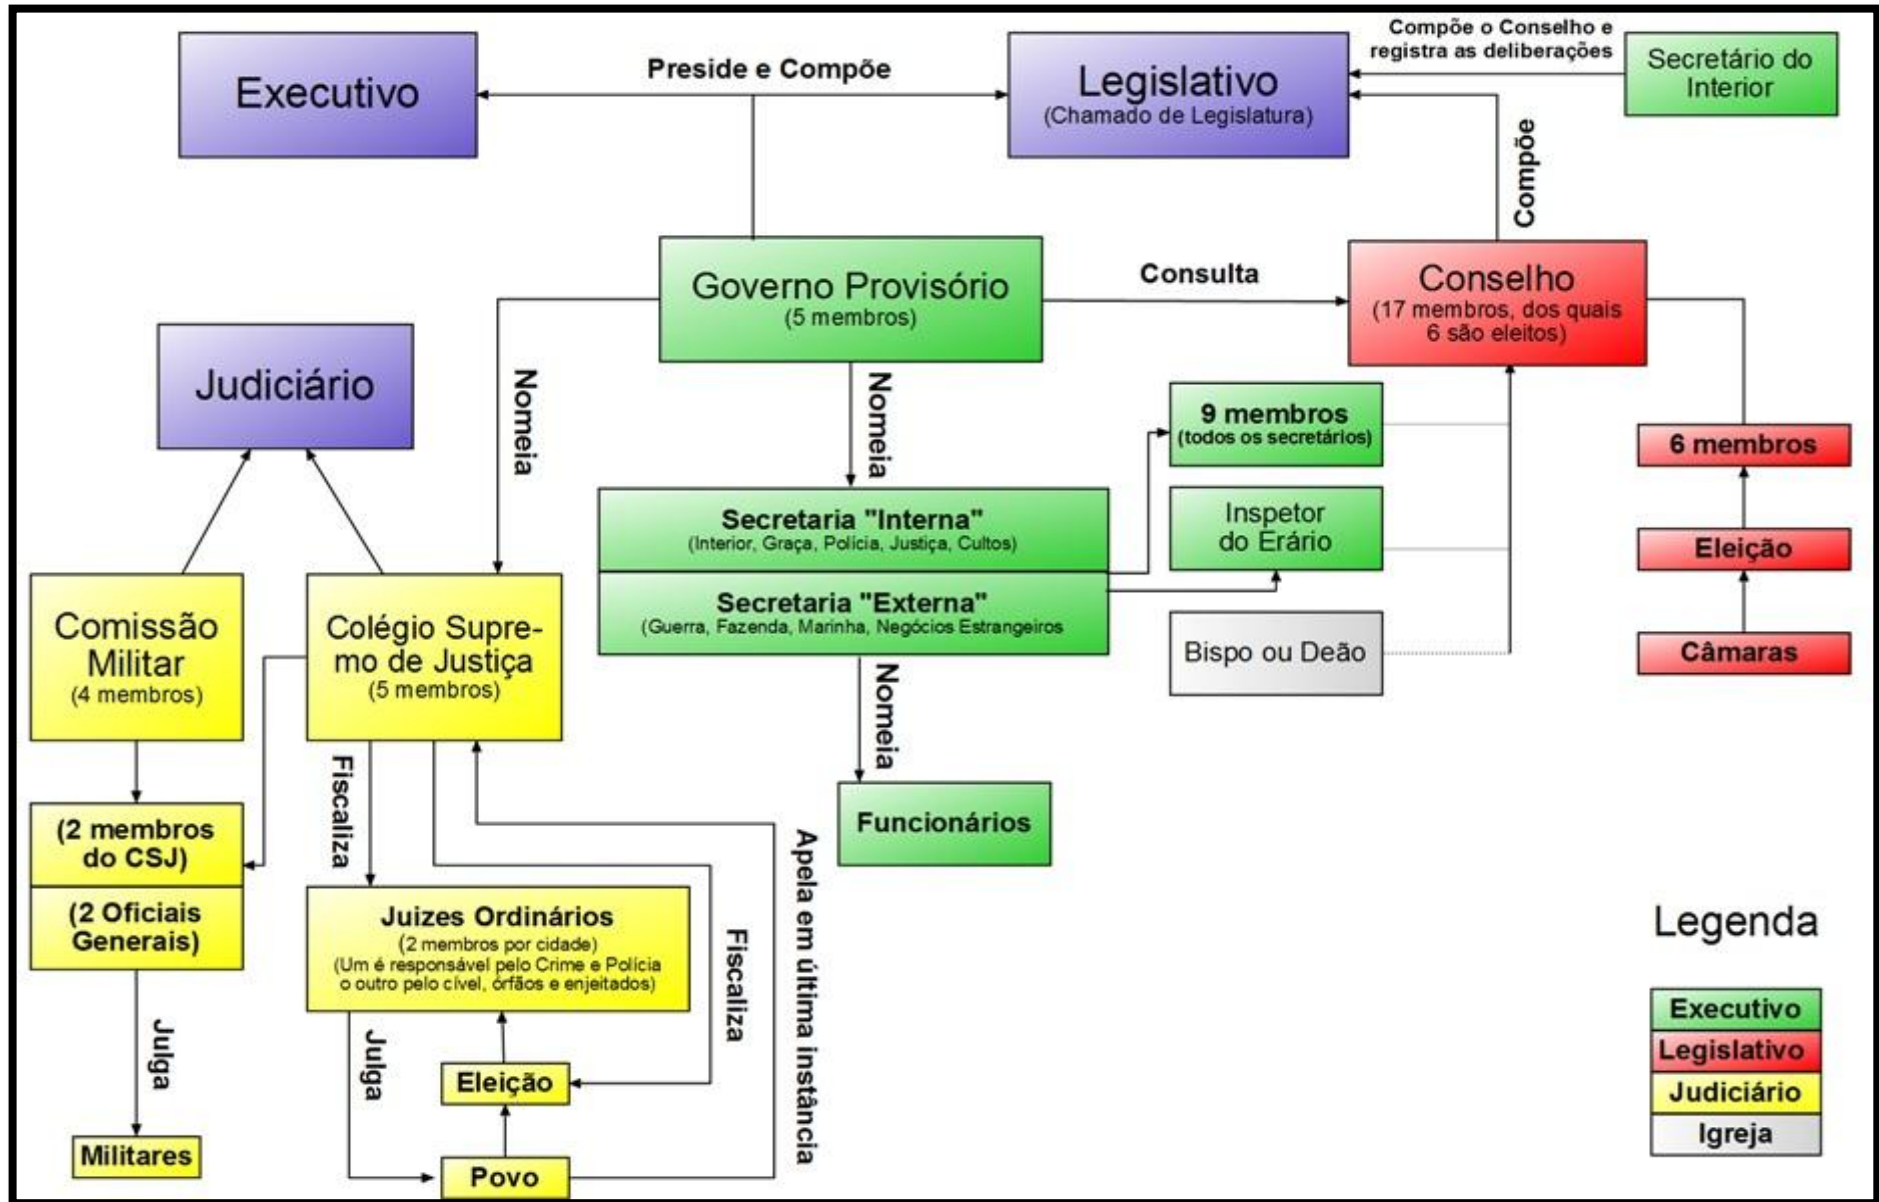 Executivo
Preside e Compõe
Legislativo
(Chamado de Legislatura)
Compõe o Conselho e
registra as deliberações
Secretário do
Interior
Compõe
Governo Provisório
(5 membros)
Consulta
Conselho
(17 membros, dos quais
6 são eleitos)
Judiciário
Nomeia
Nomeia
9 membros
(todos os secretários)
6 membros
Secretaria "Interna"
(Interior, Graça, Polícia, Justiça, Cultos)
Inspetor
do Erário
Eleição
Secretaria "Externa"
(Guerra, Fazenda, Marinha, Negócios Estrangeiros
Bispo ou Deão
Câmaras
Comissão
Militar
(4 membros)
Colégio Supre-
mo de Justiça
(5 membros)
Nomeia
Funcionários
Fiscaliza
(2 membros
do CSJ)
(2 Oficiais
Generais)
Juizes Ordinários
(2 membros por cidade)
(Um é responsável pelo Crime e Polícia
o outro pelo cível, órfãos e enjeitados)
Fiscaliza
Apela em última instância
Julga
Julga
Eleição
Militares
Povo
Legenda
Executivo
Legislativo
Judiciário
Igreja